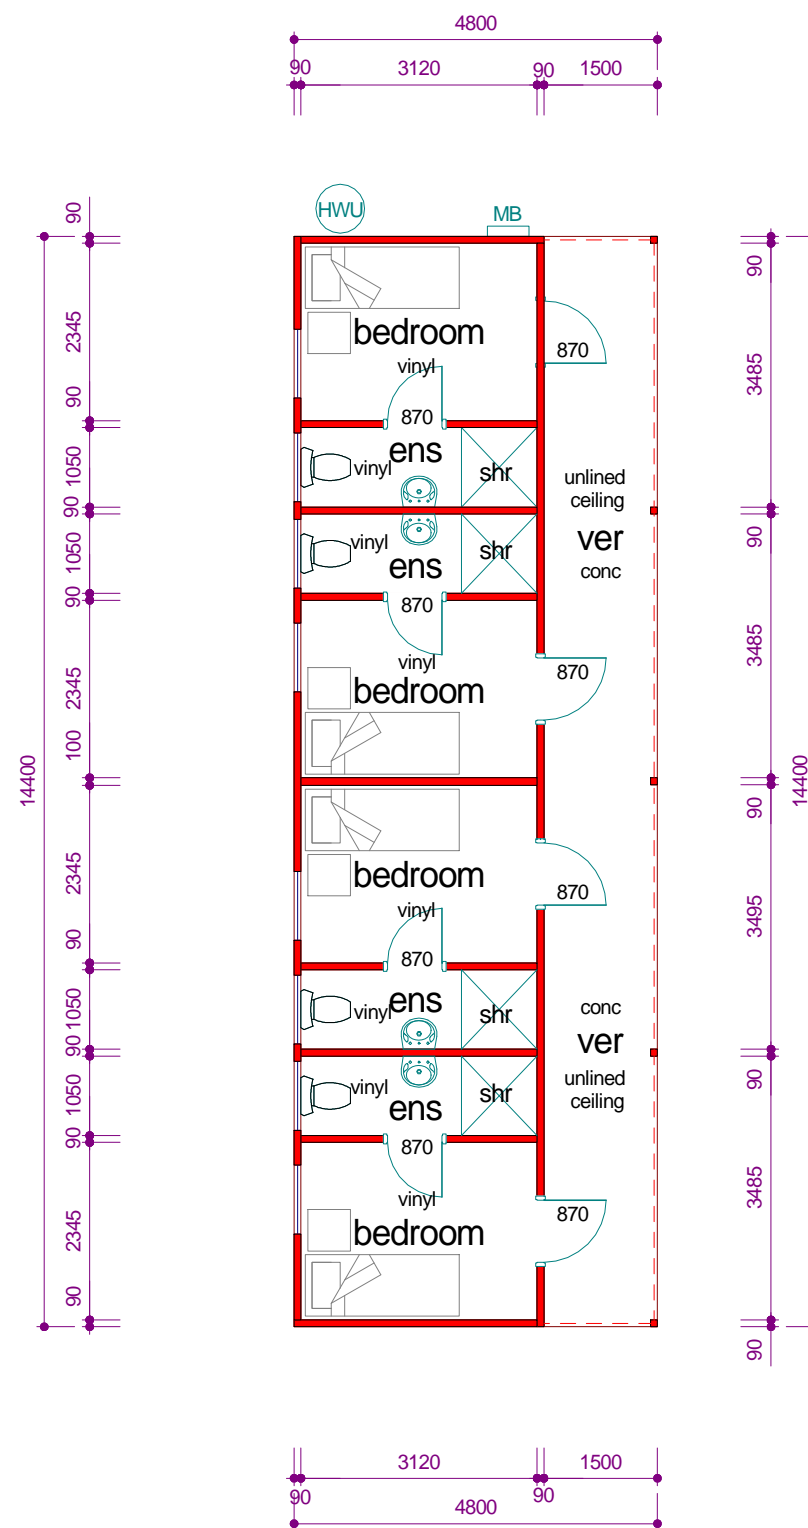 4800
90 3120 90 1500
HWU
MB
90
2345
90
1050
90
1050
90
2345
100
2345
90
1050
90
1050
90
2345
90
14400
bedroom
vinyl
870
870
ens
vinyl
shr
unlined
ceiling
ver
conc
vinyl
ens
shr
870
vinyl
bedroom
870
bedroom
vinyl
870
870
ens
vinyl
shr
conc
ver
unlined
ceiling
vinyl
ens
shr
870
vinyl
bedroom
870
90
3485
90
3485
90
3495
90
3485
90
14400
3120 1500
90 90
4800